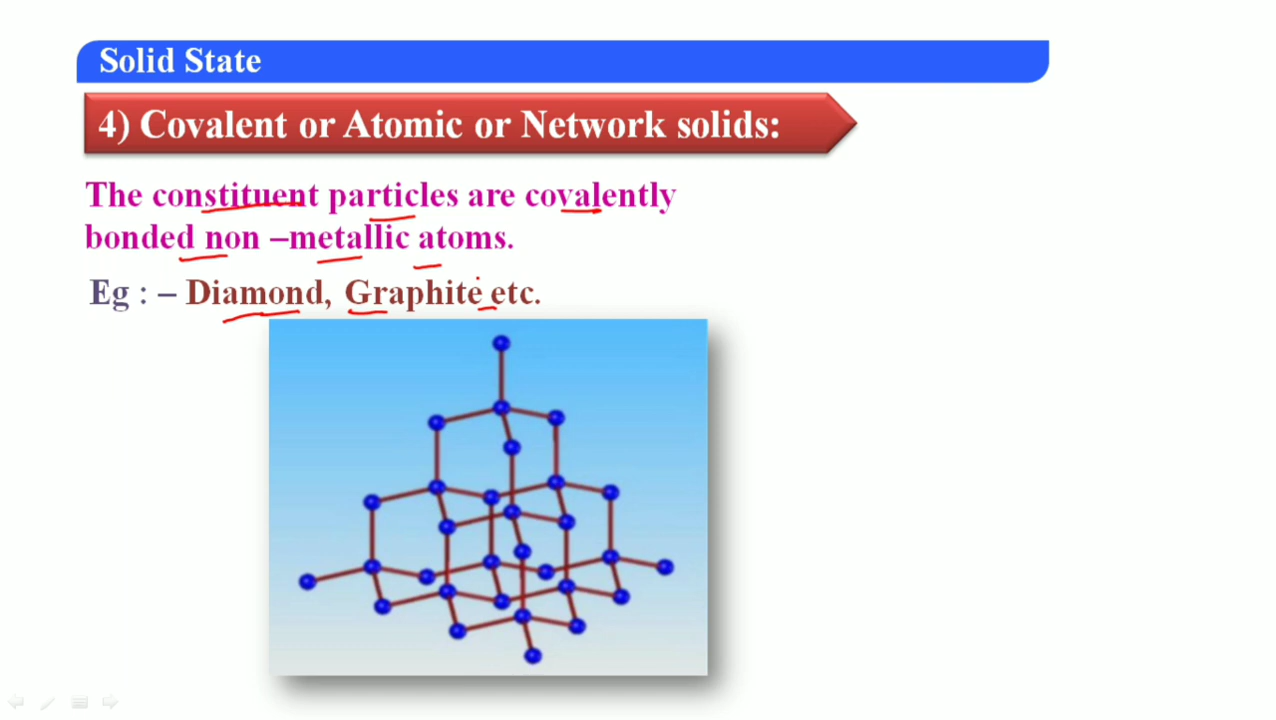 Solid State
4) Covalent or Atomic or Network solids:
The constituent particles are covalently
bonded non –metallic atoms.
Eg : – Diamond, Graphite etc.